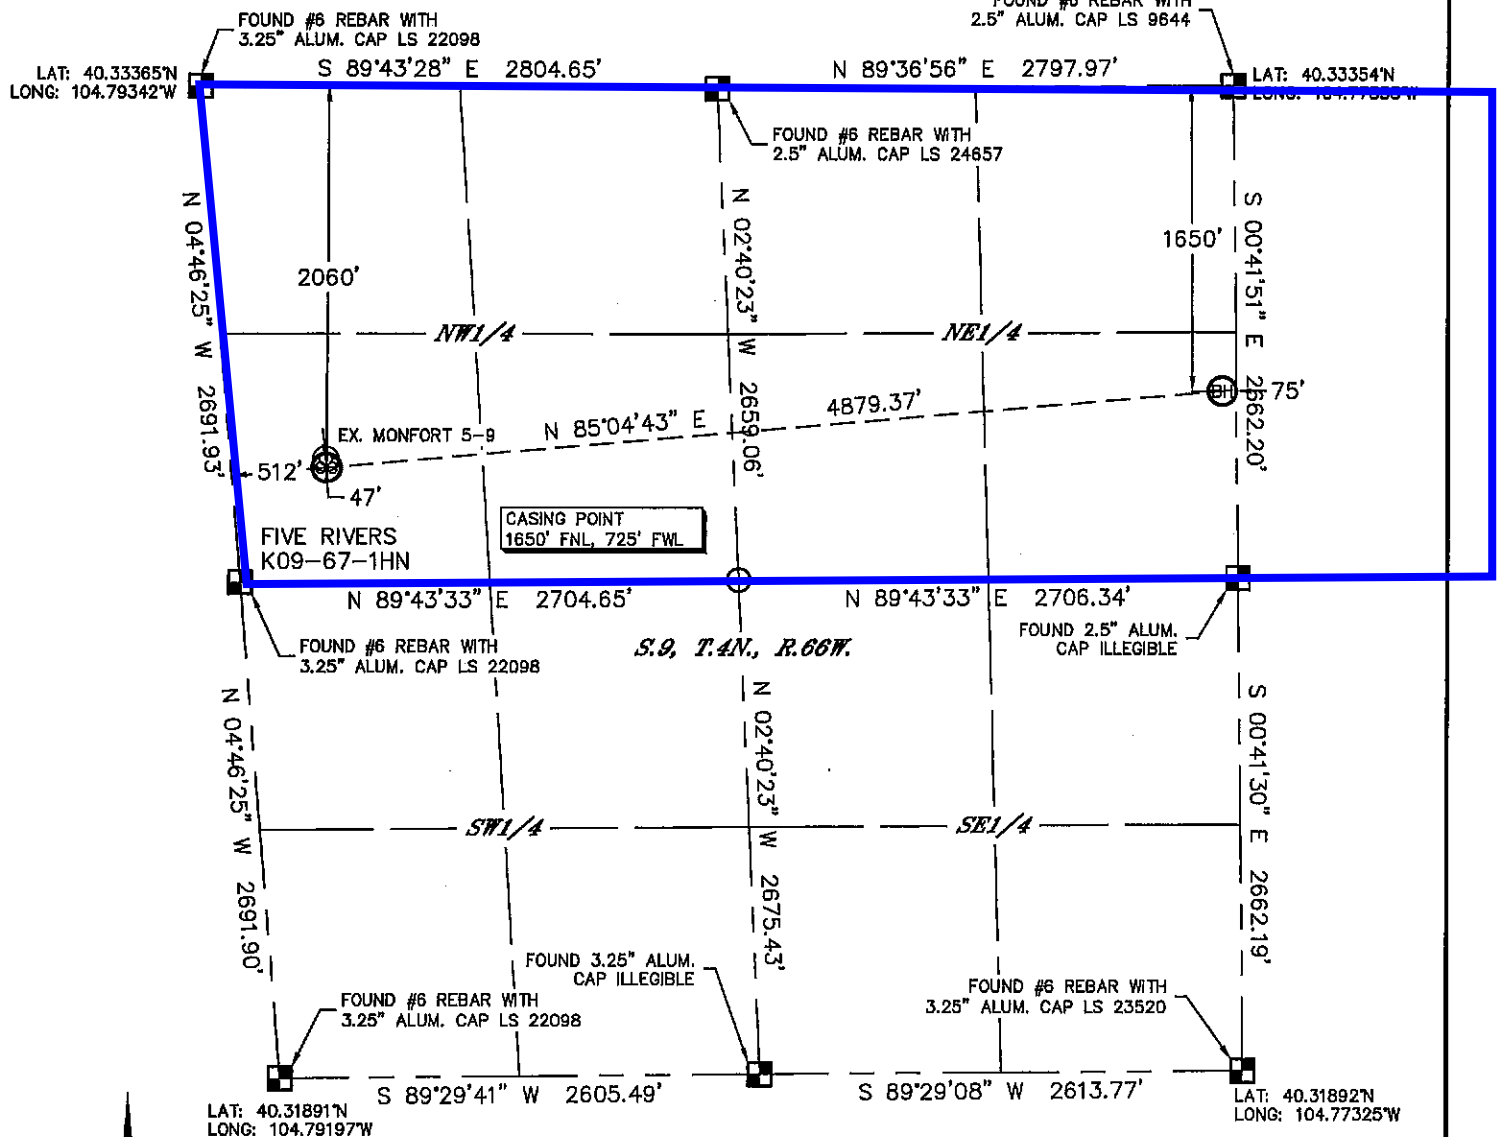 FOUND #6 REBAR WITH
3.25" ALUM. CAP LS 22098
FOUND #6 REBAR WITH
2.5" ALUM. CAP LS 9644
LAT: 40.33365°N
LONG: 104.79342°W
S 89°43'28" E 2804.65'
N 89°36'56" E 2797.97'
LAT: 40.33354°N
FOUND #6 REBAR WITH
2.5" ALUM. CAP LS 24657
N 04°46'25" W 2691.93'
2060'
N 02°40'23" W 2659.06'
1650'
S 00°41'51" E 2662.20'
NW1/4
NE1/4
BH
75'
N 85°04'43" E 4879.37'
EX. MONFORT 5-9
512'
47'
FIVE RIVERS
K09-67-1HN
CASING POINT
1650' FNL, 725' FWL
N 89°43'33" E 2704.65'
N 89°43'33" E 2706.34'
FOUND #6 REBAR WITH
3.25" ALUM. CAP LS 22098
S.9, T.4N., R.66W.
FOUND 2.5" ALUM.
CAP ILLEGIBLE
N 04°46'25" W 2691.90'
N 02°40'23" W 2675.43'
S 00°41'30" E 2662.19'
SW1/4
SE1/4
FOUND #6 REBAR WITH
3.25" ALUM. CAP LS 22098
FOUND 3.25" ALUM.
CAP ILLEGIBLE
FOUND #6 REBAR WITH
3.25" ALUM. CAP LS 23520
S 89°29'41" W 2605.49'
S 89°29'08" W 2613.77'
LAT: 40.31891°N
LONG: 104.79197°W
LAT: 40.31892°N
LONG: 104.77325°W